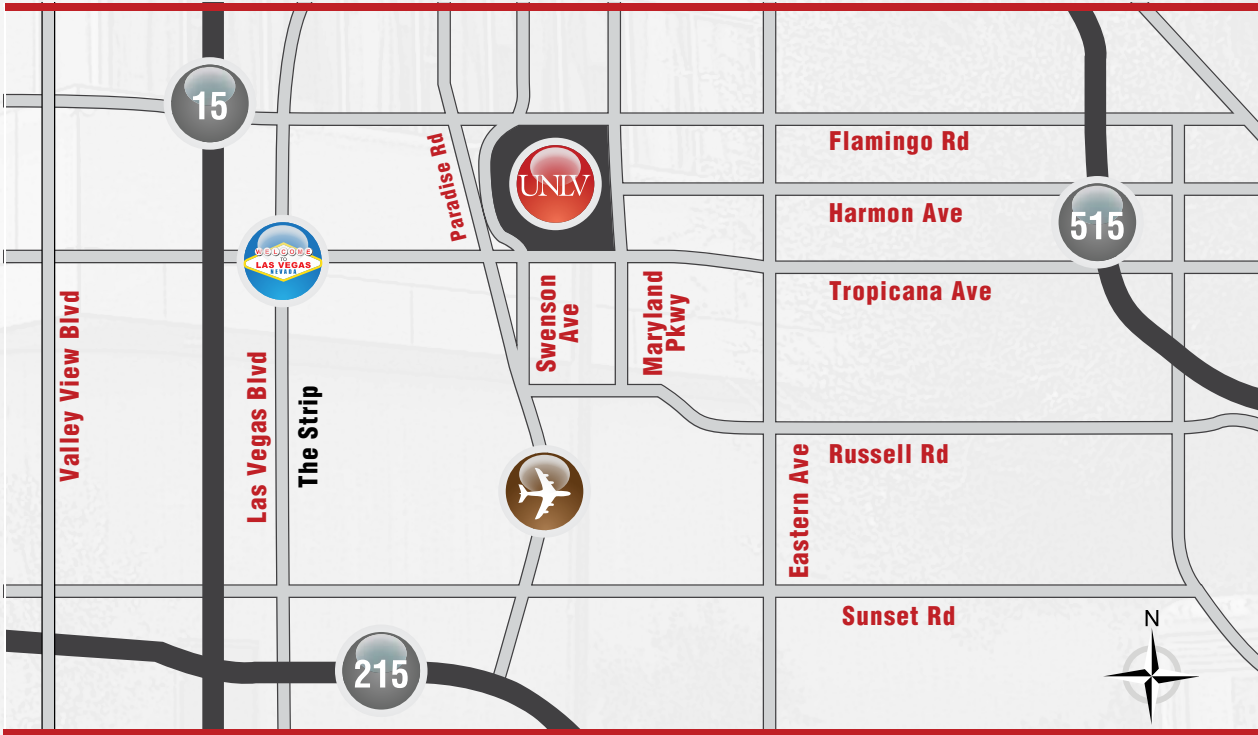 15
Flamingo Rd
Paradise Rd
UNLV
Harmon Ave
515
WELCOME
TO
LAS VEGAS
NEVADA
Tropicana Ave
Swenson
Ave
Maryland
Pkwy
Valley View Blvd
Las Vegas Blvd
The Strip
Russell Rd
Eastern Ave
Sunset Rd
N
215